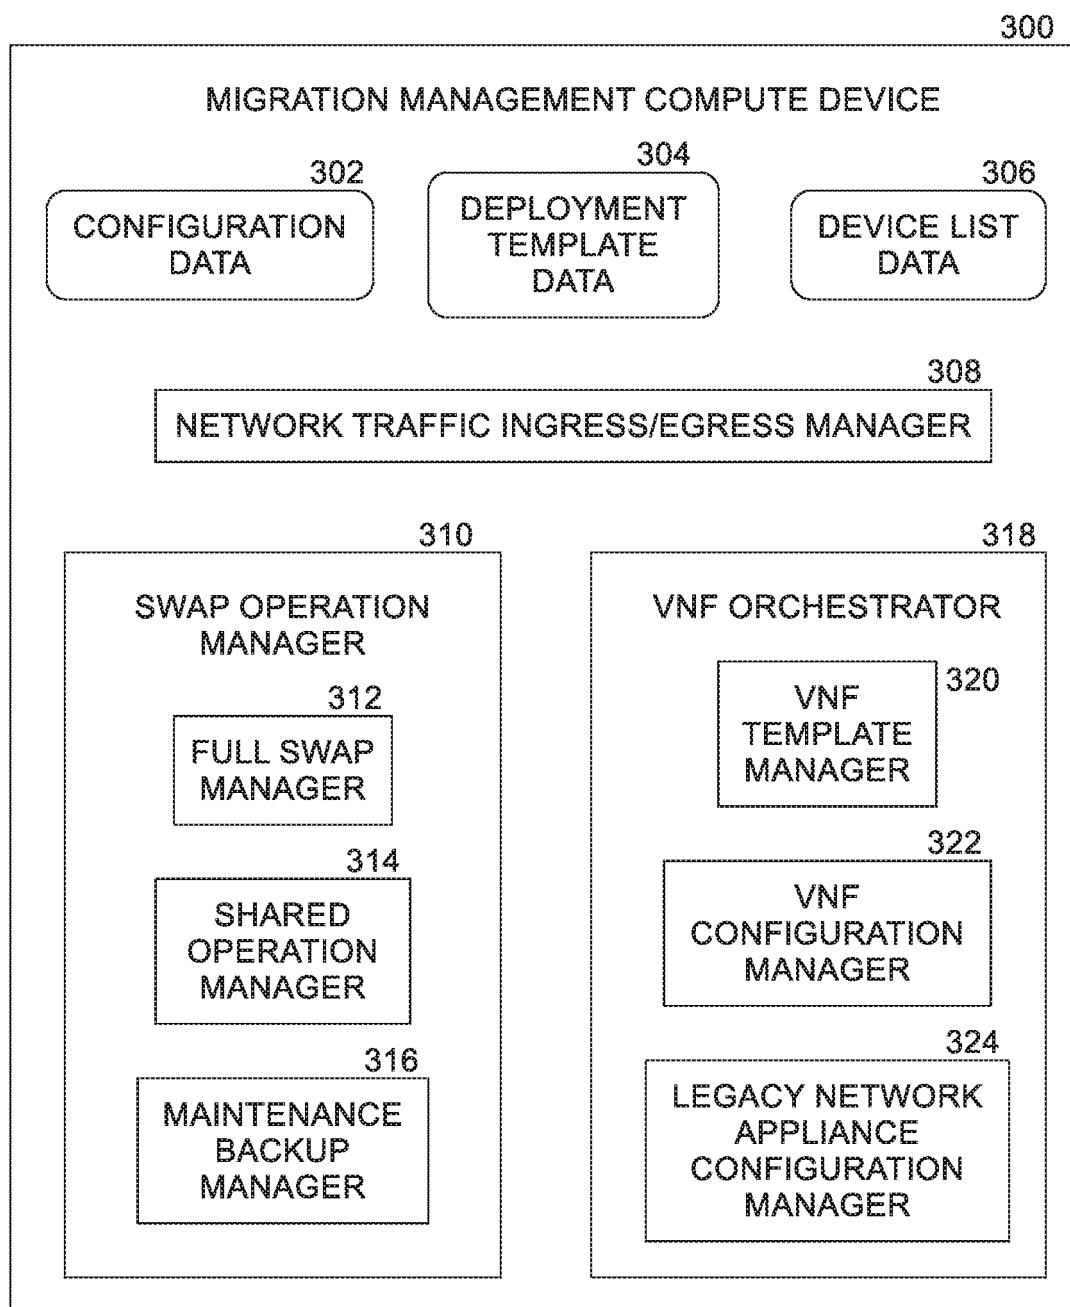 300
MIGRATION MANAGEMENT COMPUTE DEVICE
302
CONFIGURATION
DATA
304
DEPLOYMENT
TEMPLATE
DATA
306
DEVICE LIST
DATA
308
NETWORK TRAFFIC INGRESS/EGRESS MANAGER
310
SWAP OPERATION
MANAGER
312
FULL SWAP
MANAGER
314
SHARED
OPERATION
MANAGER
316
MAINTENANCE
BACKUP
MANAGER
318
VNF ORCHESTRATOR
320
VNF
TEMPLATE
MANAGER
322
VNF
CONFIGURATION
MANAGER
324
LEGACY NETWORK
APPLIANCE
CONFIGURATION
MANAGER